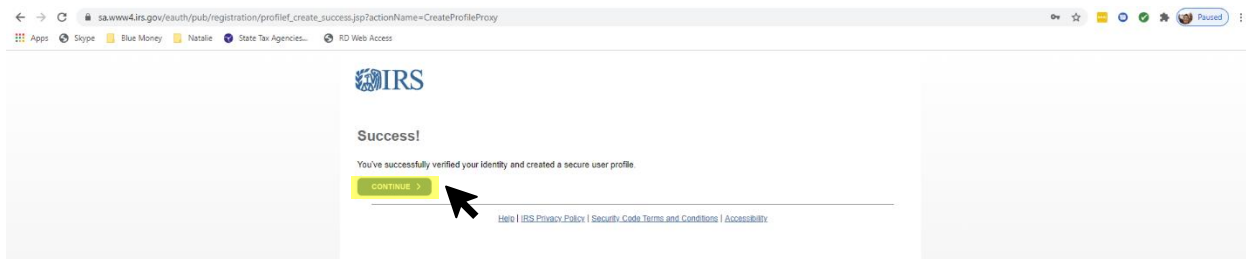 sa.www4.irs.gov/eauth/pub/registration/profilef_create_success.jsp?actionName=CreateProfileProxy
Paused
Apps Skype Blue Money Natalie State Tax Agencies... RD Web Access
IRS
Success!
You've successfully verified your identity and created a secure user profile.
CONTINUE >
Help | IRS Privacy Policy | Security Code Terms and Conditions | Accessibility